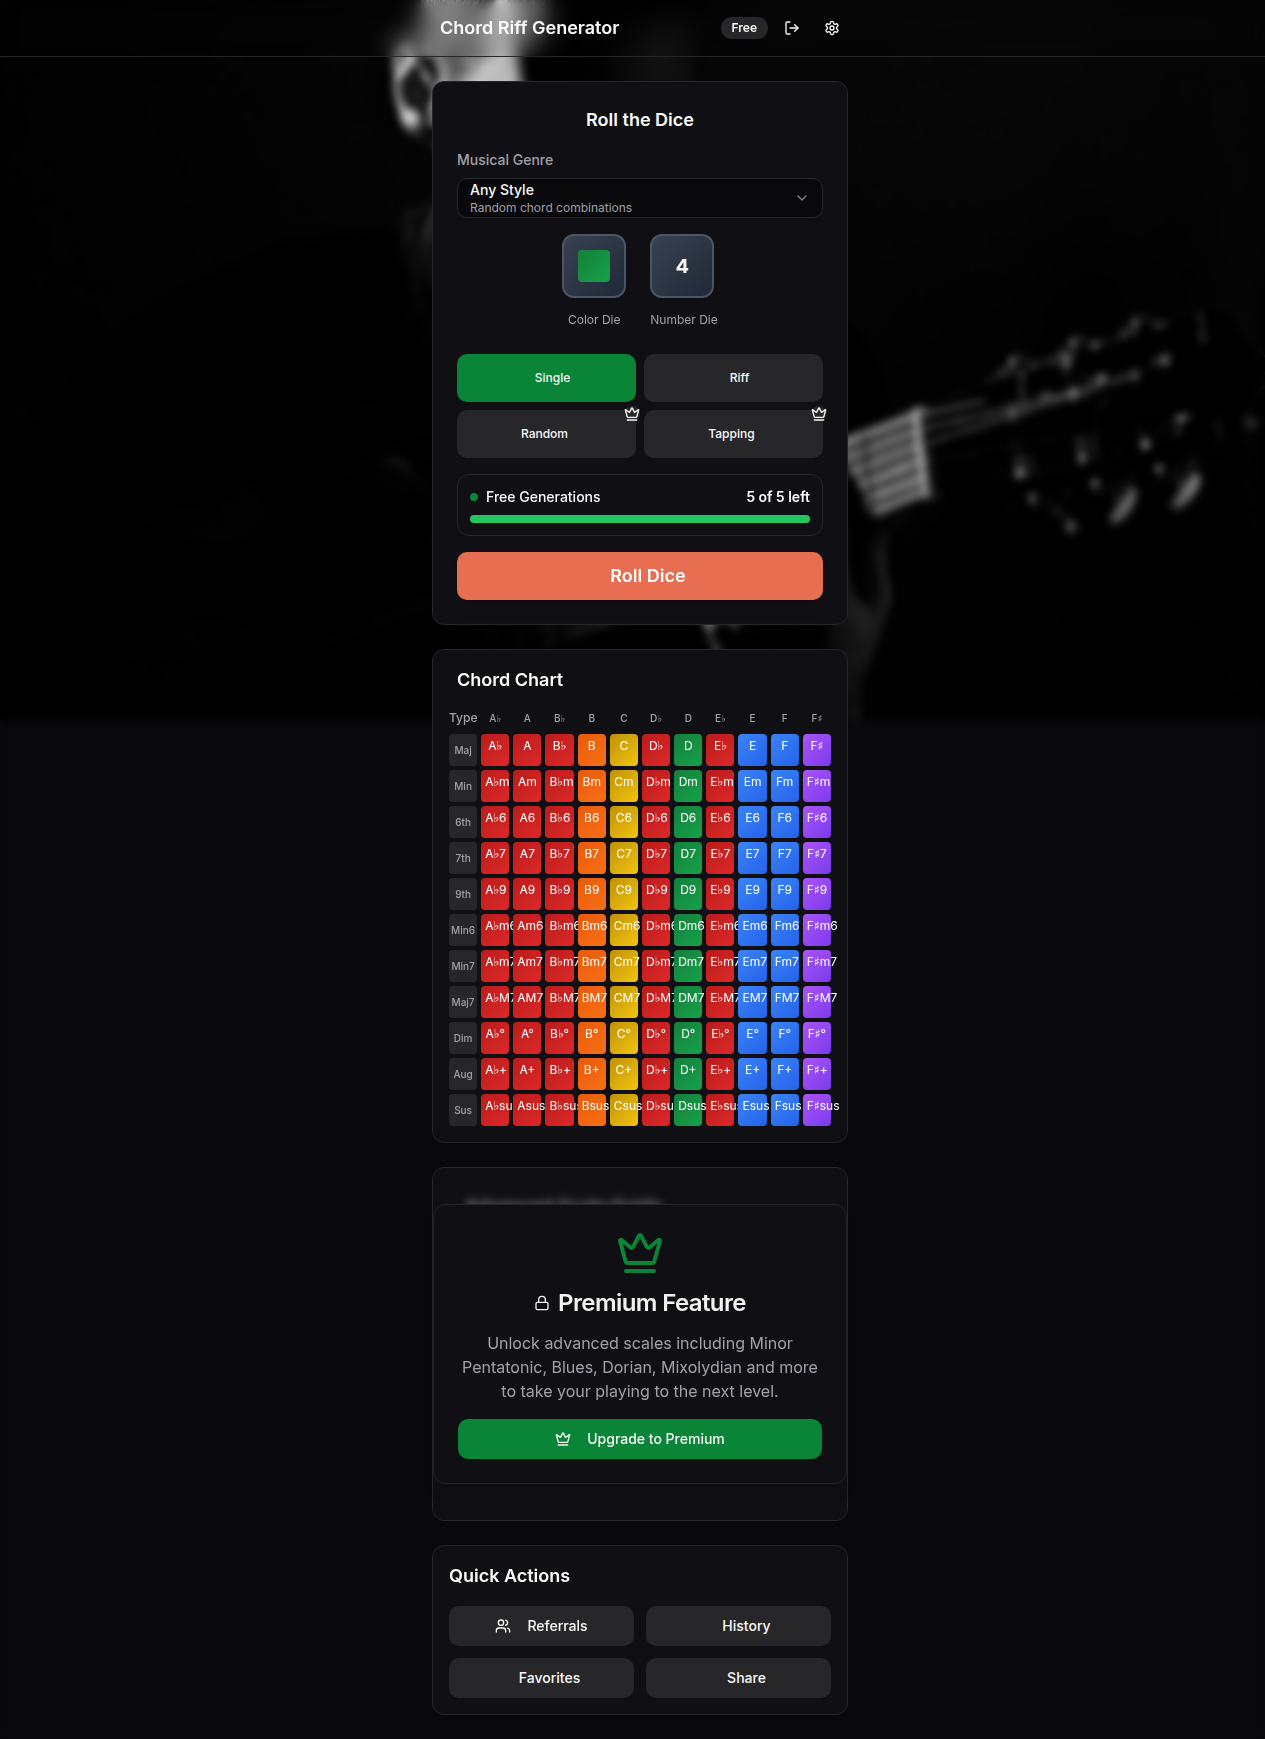 Chord Riff Generator
Free
Roll the Dice
Musical Genre
Any Style
Random chord combinations
4
Color Die Number Die
Single Riff
Random Tapping
Free Generations 5 of 5 left
Roll Dice
Chord Chart
Type A♭ A B♭ B C D♭ D E♭ E F F♯
Maj A♭ A B♭ B C D♭ D E♭ E F F♯
Min A♭m Am B♭m Bm Cm D♭m Dm E♭m Em Fm F♯m
6th A♭6 A6 B♭6 B6 C6 D♭6 D6 E♭6 E6 F6 F♯6
7th A♭7 A7 B♭7 B7 C7 D♭7 D7 E♭7 E7 F7 F♯7
9th A♭9 A9 B♭9 B9 C9 D♭9 D9 E♭9 E9 F9 F♯9
Min6 A♭m6 Am6 B♭m6 Bm6 Cm6 D♭m6 Dm6 E♭m6 Em6 Fm6 F♯m6
Min7 A♭m7 Am7 B♭m7 Bm7 Cm7 D♭m7 Dm7 E♭m7 Em7 Fm7 F♯m7
Maj7 A♭M7 AM7 B♭M7 BM7 CM7 D♭M7 DM7 E♭M7 EM7 FM7 F♯M7
Dim A♭° A° B♭° B° C° D♭° D° E♭° E° F° F♯°
Aug A♭+ A+ B♭+ B+ C+ D♭+ D+ E♭+ E+ F+ F♯+
Sus A♭su Asus B♭sus Bsus Csus D♭su Dsus E♭sus Esus Fsus F♯sus
Premium Feature
Unlock advanced scales including Minor
Pentatonic, Blues, Dorian, Mixolydian and more
to take your playing to the next level.
Upgrade to Premium
Quick Actions
Referrals History
Favorites Share